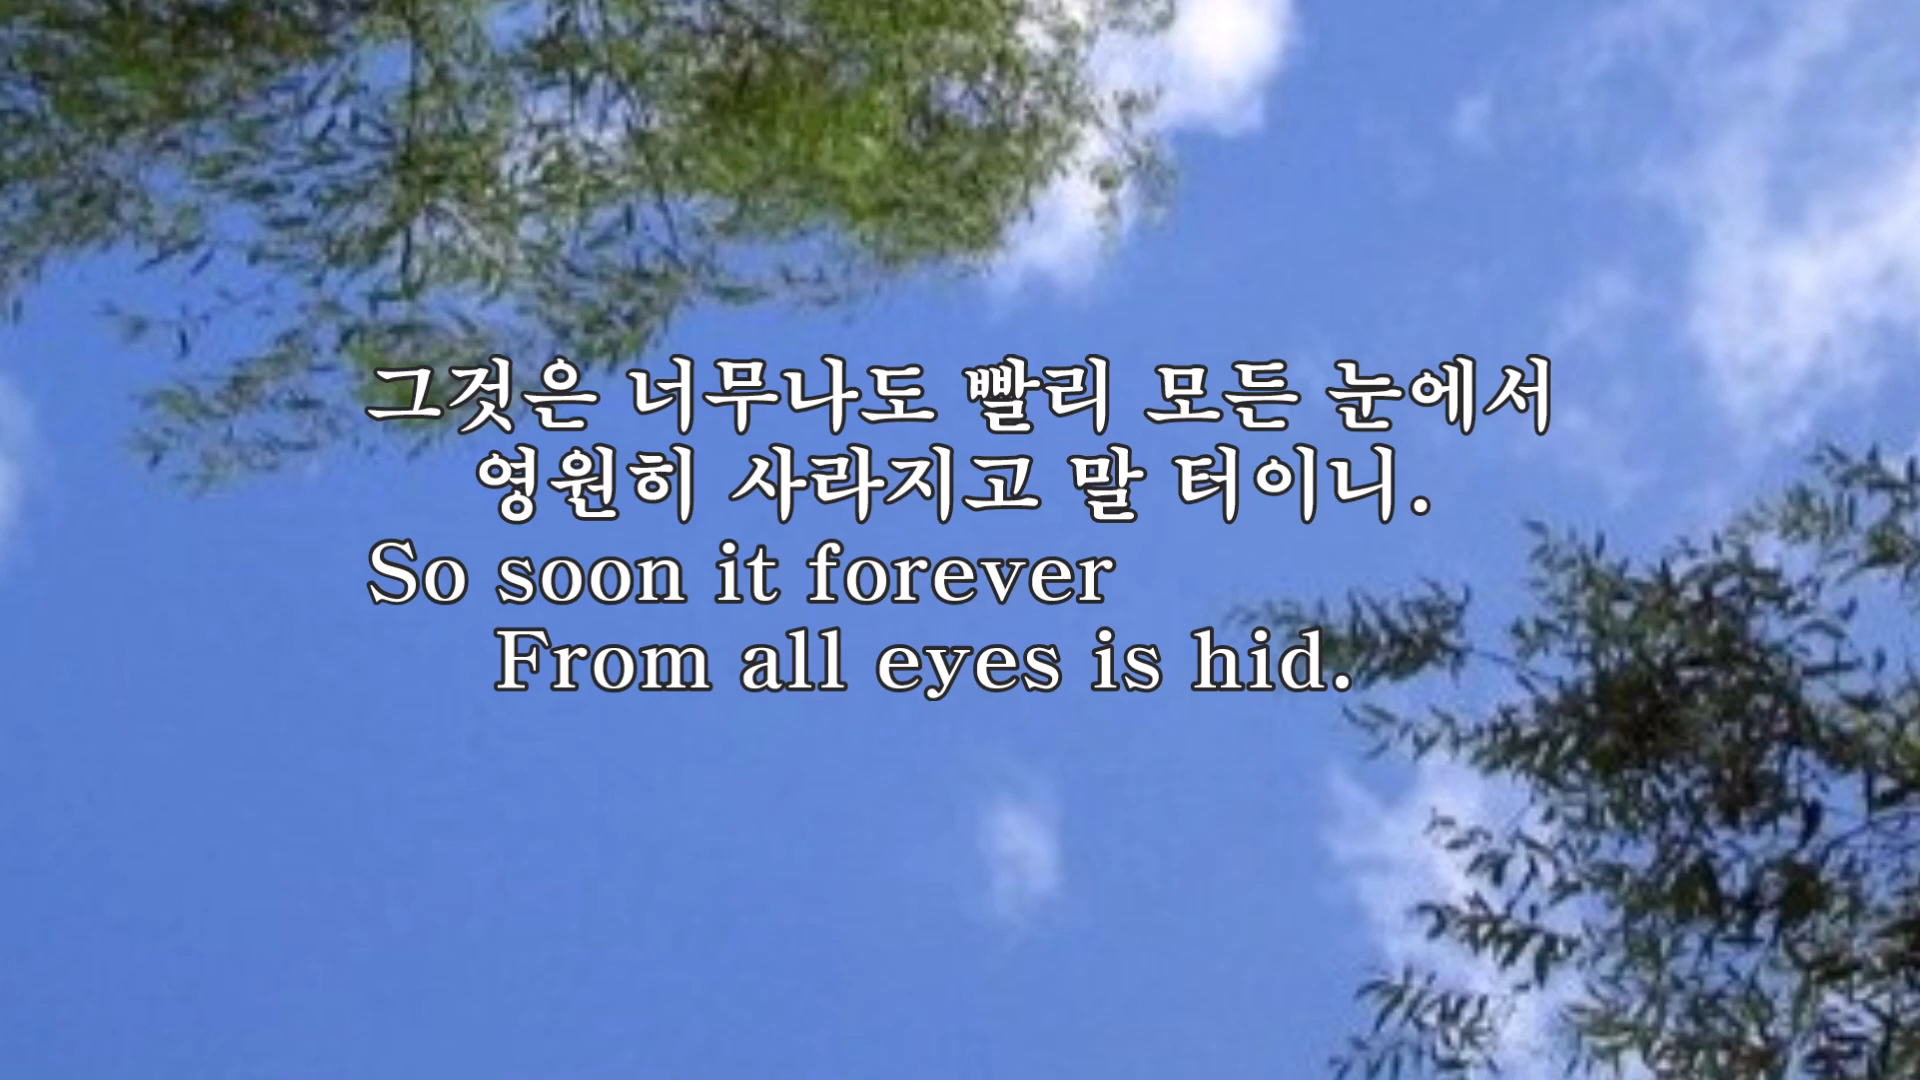 그것은 너무나도 빨리 모든 눈에서
영원히 사라지고 말 터이니.
So soon it forever
From all eyes is hid.